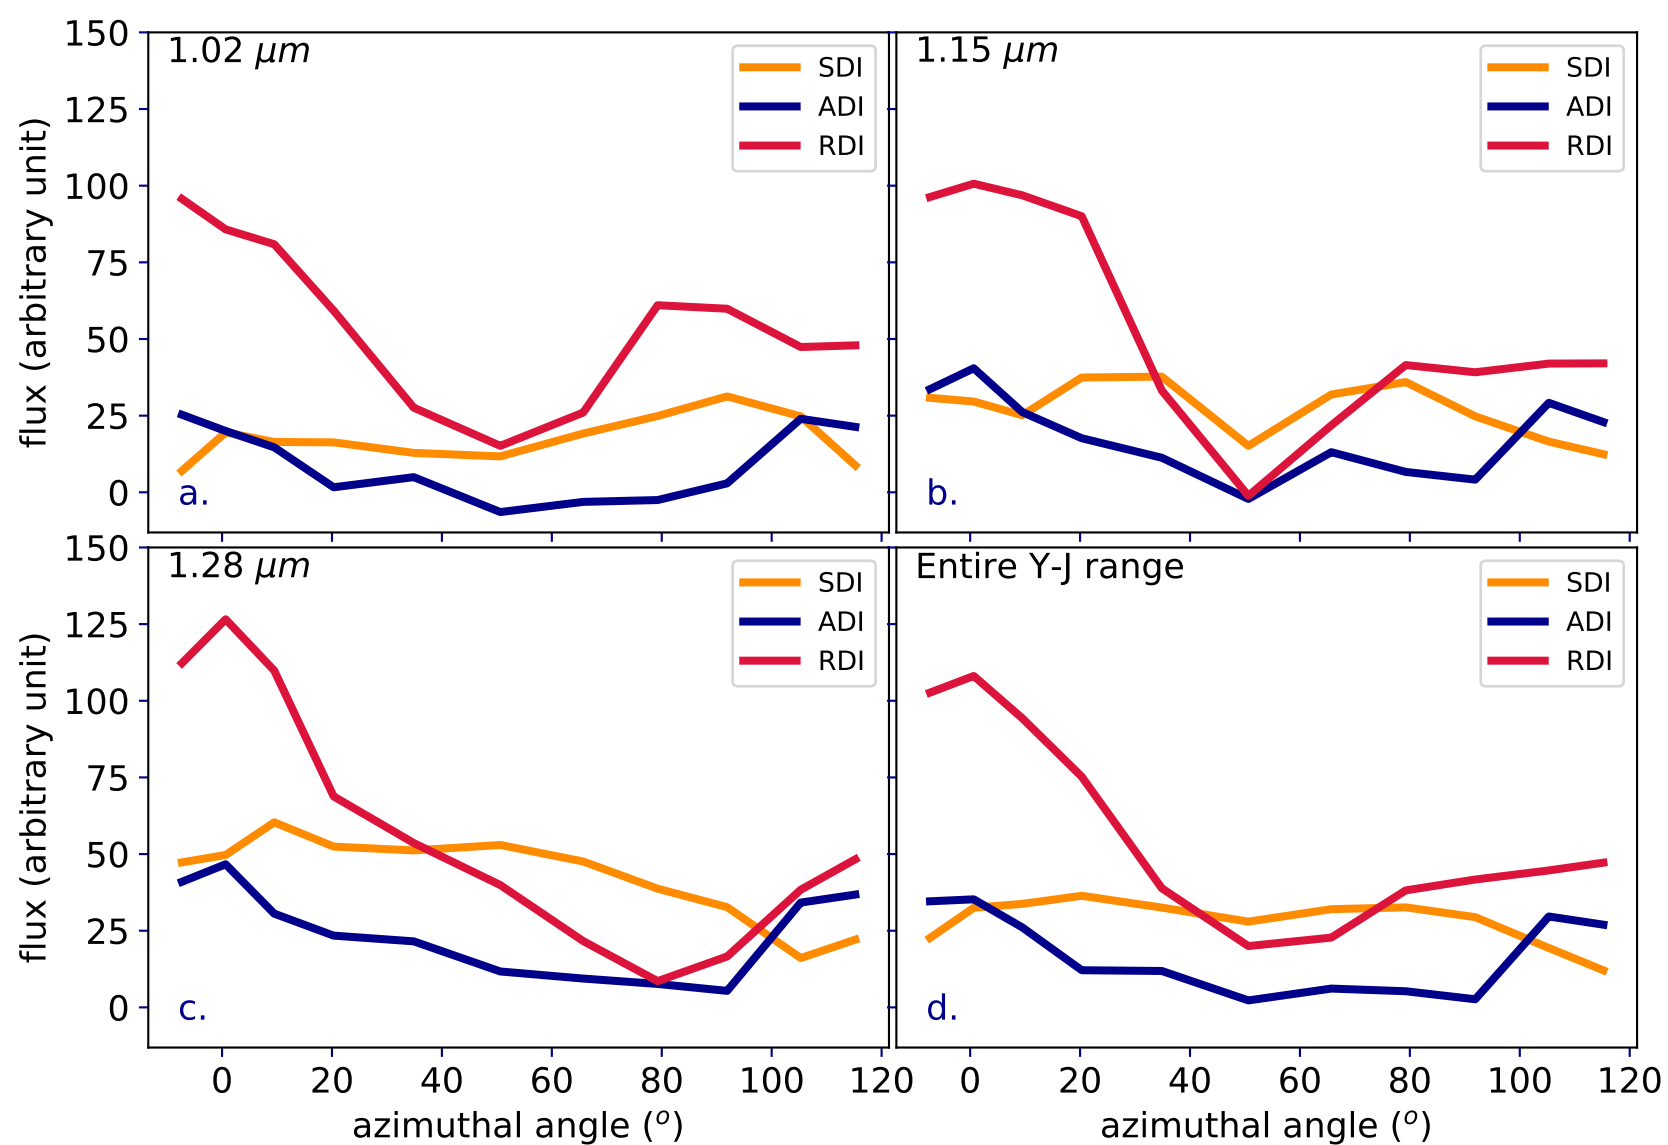 150
1.02 μm
SDI
ADI
RDI
125
100
75
50
25
0
flux (arbitrary unit)
a.
1.15 μm
SDI
ADI
RDI
b.
150
1.28 μm
SDI
ADI
RDI
125
100
75
50
25
0
flux (arbitrary unit)
c.
0 20 40 60 80 100 120
azimuthal angle (°)
Entire Y-J range
SDI
ADI
RDI
d.
0 20 40 60 80 100 120
azimuthal angle (°)